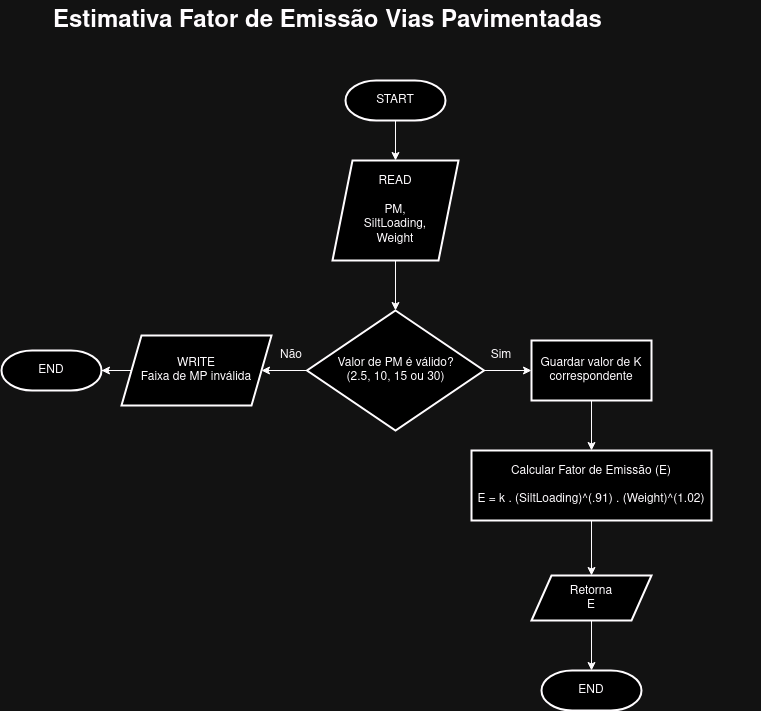 Estimativa Fator de Emissão Vias Pavimentadas
START
READ
PM,
SiltLoading,
Weight
Valor de PM é válido?
(2.5, 10, 15 ou 30)
Não
WRITE
Faixa de MP inválida
END
Sim
Guardar valor de K
correspondente
Calcular Fator de Emissão (E)
E = k . (SiltLoading)^(.91) . (Weight)^(1.02)
Retorna
E
END